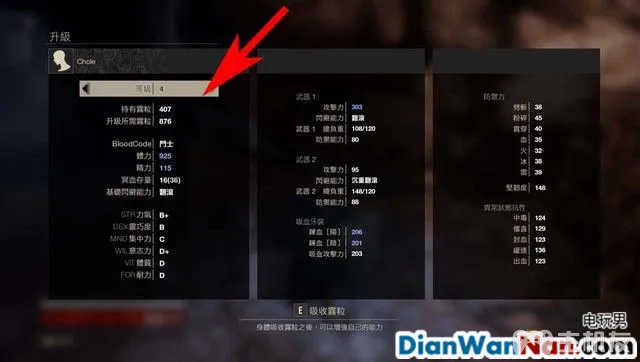 升級
Chole
等級 4
持有霧粒 407
升級所需霧粒 876
BloodCode 鬥士
體力 925
精力 115
冥血存量 16(36)
基礎閃避能力 翻滾
STR 力氣 B+
DEX 靈巧度 B
MND 集中力 C
WIL 意志力 D+
VIT 體質 D
FOR 耐力 D
武器 1
攻擊力 303
閃避能力 翻滾
武器 1 總負重 108/120
防禦力 80
武器 2
攻擊力 95
閃避能力 沉重翻滾
武器 2 總負重 148/120
防禦力 88
吸血牙裝
鍊血 [陽] 206
鍊血 [陰] 201
吸血攻擊力 203
防禦力
劈斬 38
粉碎 45
貫穿 40
血 35
火 32
冰 38
雷 39
堅韌度 148
異常狀態抗性
中毒 124
僵直 129
封血 123
緩速 136
出血 123
E 吸收霧粒
身體吸收霧粒之後，可以增強自己的能力
电玩男
DianWanNan.com